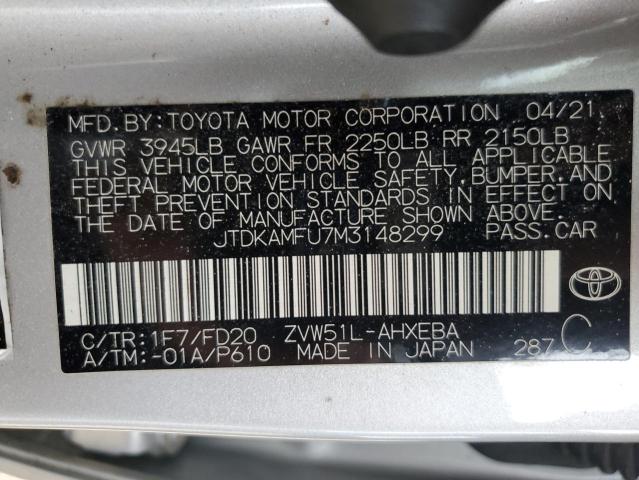 MFD.BY:TOYOTA MOTOR CORPORATION 04/21
GVWR 3945LB GAWR FR 2250LB RR 2150LB
THIS VEHICLE CONFORMS TO ALL APPLICABLE
FEDERAL MOTOR VEHICLE SAFETY, BUMPER, AND
THEFT PREVENTION STANDARDS IN EFFECT ON
THE DATE OF MANUFACTURE SHOWN ABOVE.
JTDKAMFU7M3148299 PASS.CAR
C/TR:1F7/FD20 ZVW51L-AHXEBA
A/TM:-01A/P610 MADE IN JAPAN 287 C